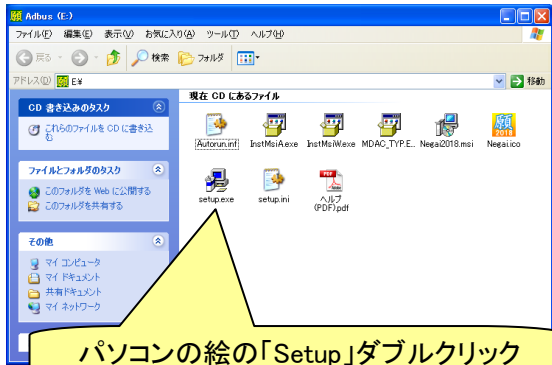 Adbus (E:)
ファイル(F) 編集(E) 表示(V) お気に入り(A) ツール(T) ヘルプ(H)
戻る 検索 フォルダ
アドレス(D) E:¥ 移動
CD 書き込みのタスク
これらのファイルを CD に書き込
む
ファイルとフォルダのタスク
このフォルダを Web に公開する
このフォルダを共有する
その他
マイ コンピュータ
マイ ドキュメント
共有ドキュメント
マイ ネットワーク
現在 CD にあるファイル
Autorun.inf InstMsiA.exe InstMsiW.exe MDAC_TYP.E... Negai2018.msi Negai.ico
setup.exe setup.ini ヘルプ
(PDF).pdf
パソコンの絵の「Setup」ダブルクリック